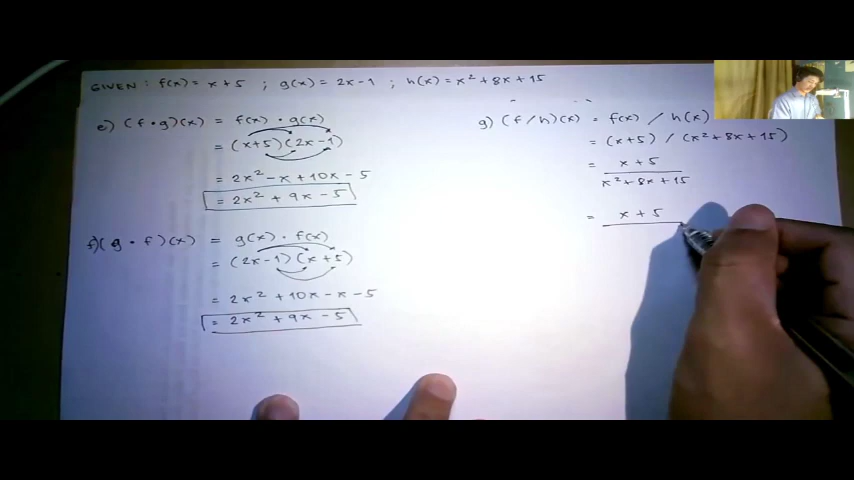 GIVEN : f(x) = x+5 ; g(x) = 2x-1 ; h(x) = x² + 8x + 15
e) (f • g)(x) = f(x) • g(x)
= (x+5)(2x-1)
= 2x² - x + 10x - 5
= 2x² + 9x - 5
f) (g • f)(x) = g(x) • f(x)
= (2x-1)(x+5)
= 2x² + 10x - x - 5
= 2x² + 9x - 5
g) (f / h)(x) = f(x) / h(x)
= (x+5) / (x² + 8x + 15)
= x + 5
x² + 8x + 15
= x + 5